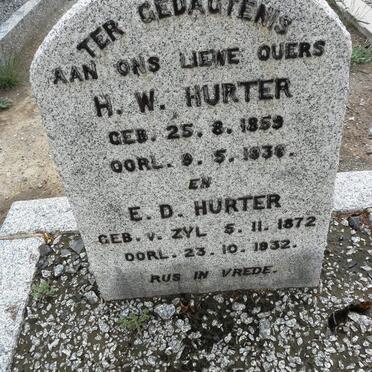 TER GEDAGTENIS
AAN ONS LIEWE OUERS
H. W. HURTER
GEB. 25. 8. 1859
OORL. 9. 5. 1936.
EN
E. D. HURTER
GEB. v. ZYL 5. 11. 1872
OORL. 23. 10. 1932.
RUS IN VREDE.